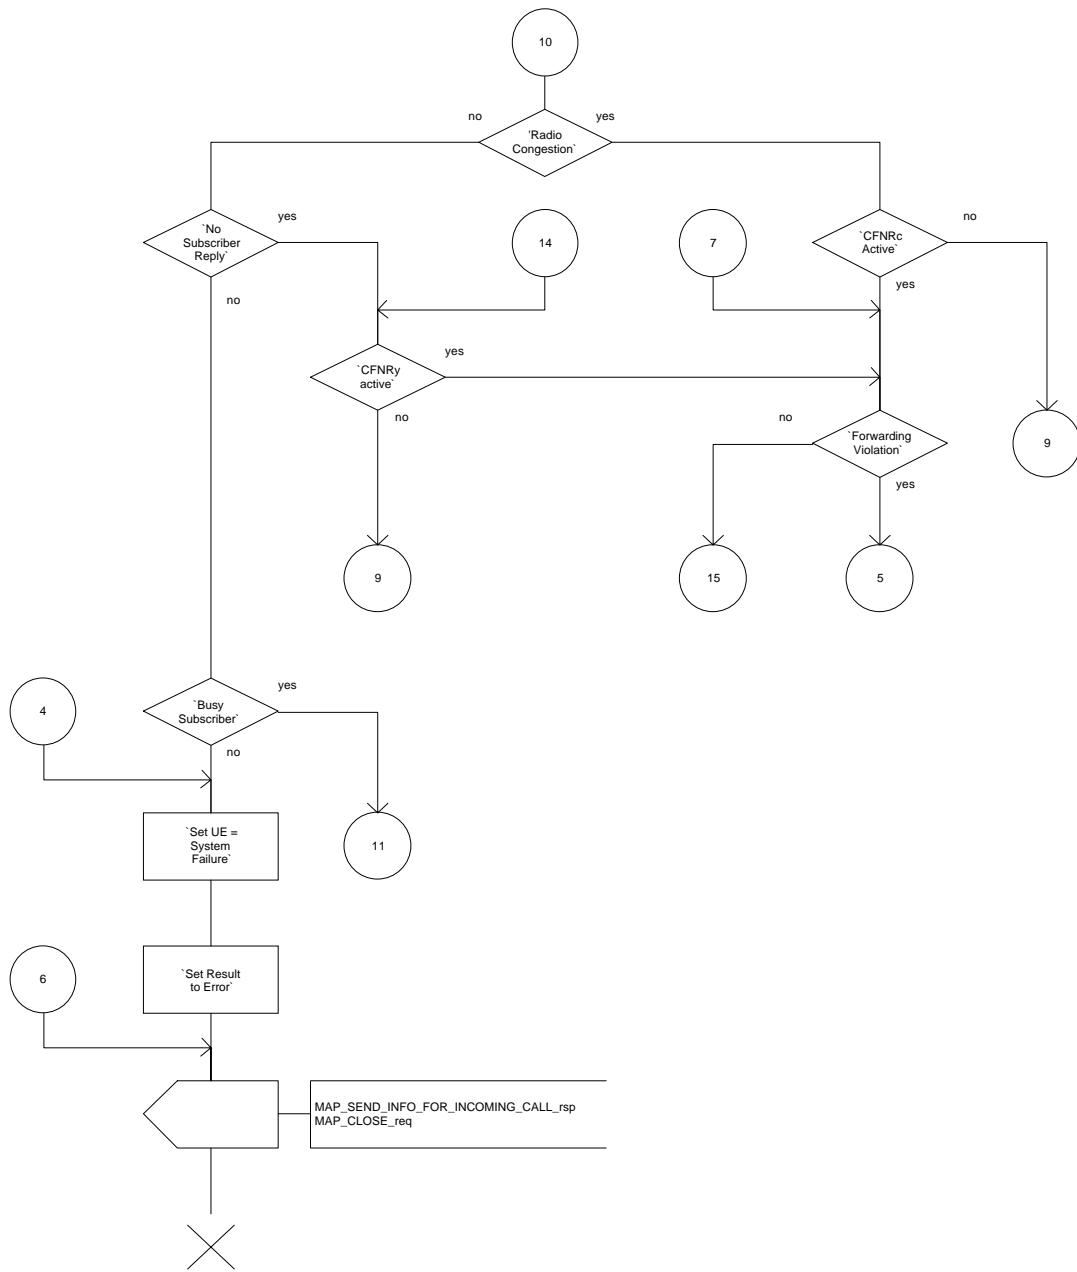 10
no
yes
'Radio
Congestion`
yes
no
`No
Subscriber
Reply`
14
7
`CFNRc
Active`
no
yes
yes
`CFNRy
active`
no
no
`Forwarding
Violation`
9
yes
9
15
5
yes
4
`Busy
Subscriber`
no
`Set UE =
System
Failure`
11
6
`Set Result
to Error`
MAP_SEND_INFO_FOR_INCOMING_CALL_rsp
MAP_CLOSE_req